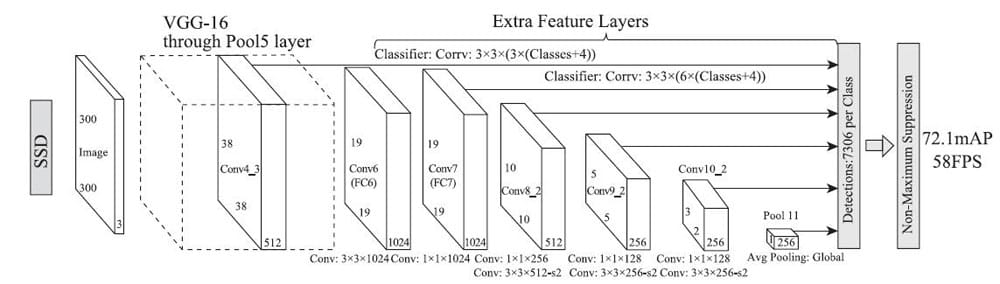 VGG-16
through Pool5 layer
Extra Feature Layers
Classifier: Corrv: 3×3×(3×(Classes+4))
Classifier: Corrv: 3×3×(6×(Classes+4))
SSD
300
Image
300
3
38
Conv4_3
38
512
19
Conv6
(FC6)
19
1024
19
Conv7
(FC7)
19
1024
10
Conv8_2
10
512
5
Conv9_2
5
256
Conv10_2
3
2
256
Pool 11
1
256
Conv: 3×3×1024
Conv: 1×1×1024
Conv: 1×1×256
Conv: 3×3×512-s2
Conv: 1×1×128
Conv: 3×3×256-s2
Conv: 1×1×128
Conv: 3×3×256-s2
Avg Pooling: Global
Detections:7306 per Class
Non-Maximum Suppression
72.1mAP
58FPS